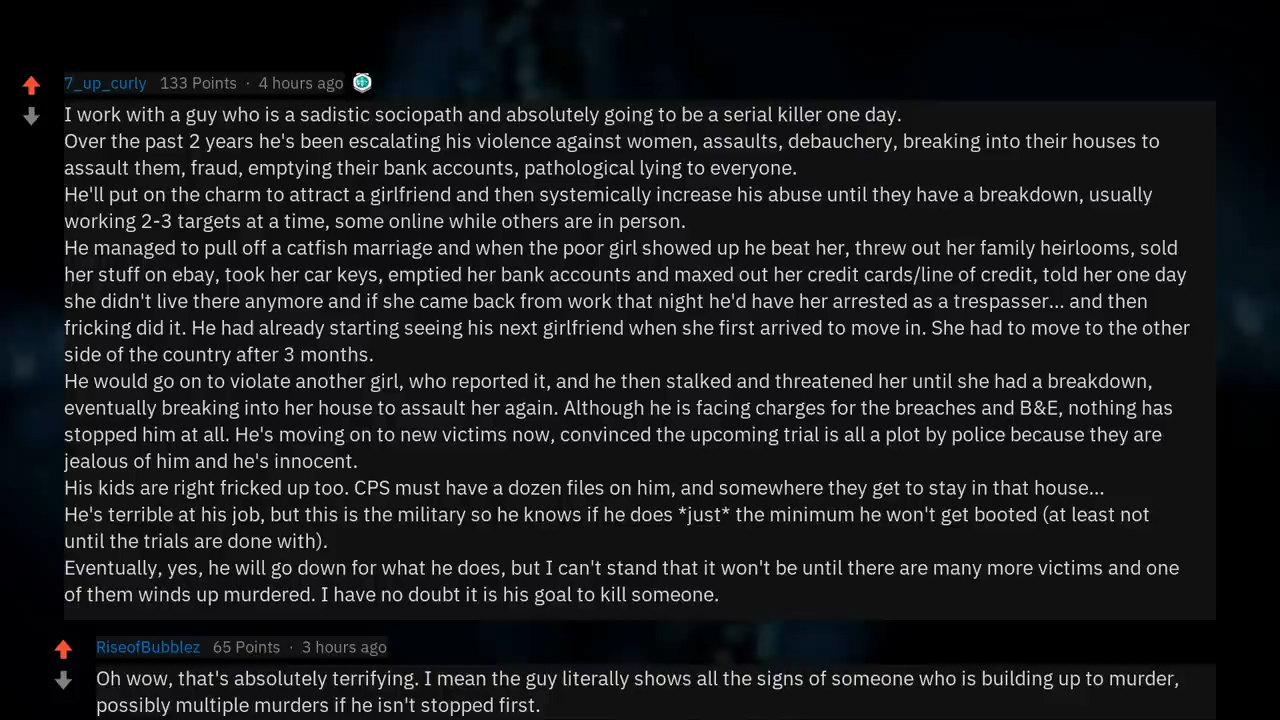 7_up_curly 133 Points · 4 hours ago
I work with a guy who is a sadistic sociopath and absolutely going to be a serial killer one day.
Over the past 2 years he's been escalating his violence against women, assaults, debauchery, breaking into their houses to
assault them, fraud, emptying their bank accounts, pathological lying to everyone.
He'll put on the charm to attract a girlfriend and then systemically increase his abuse until they have a breakdown, usually
working 2-3 targets at a time, some online while others are in person.
He managed to pull off a catfish marriage and when the poor girl showed up he beat her, threw out her family heirlooms, sold
her stuff on ebay, took her car keys, emptied her bank accounts and maxed out her credit cards/line of credit, told her one day
she didn't live there anymore and if she came back from work that night he'd have her arrested as a trespasser... and then
fricking did it. He had already starting seeing his next girlfriend when she first arrived to move in. She had to move to the other
side of the country after 3 months.
He would go on to violate another girl, who reported it, and he then stalked and threatened her until she had a breakdown,
eventually breaking into her house to assault her again. Although he is facing charges for the breaches and B&E, nothing has
stopped him at all. He's moving on to new victims now, convinced the upcoming trial is all a plot by police because they are
jealous of him and he's innocent.
His kids are right fricked up too. CPS must have a dozen files on him, and somewhere they get to stay in that house...
He's terrible at his job, but this is the military so he knows if he does *just* the minimum he won't get booted (at least not
until the trials are done with).
Eventually, yes, he will go down for what he does, but I can't stand that it won't be until there are many more victims and one
of them winds up murdered. I have no doubt it is his goal to kill someone.
RiseofBubblez 65 Points · 3 hours ago
Oh wow, that's absolutely terrifying. I mean the guy literally shows all the signs of someone who is building up to murder,
possibly multiple murders if he isn't stopped first.